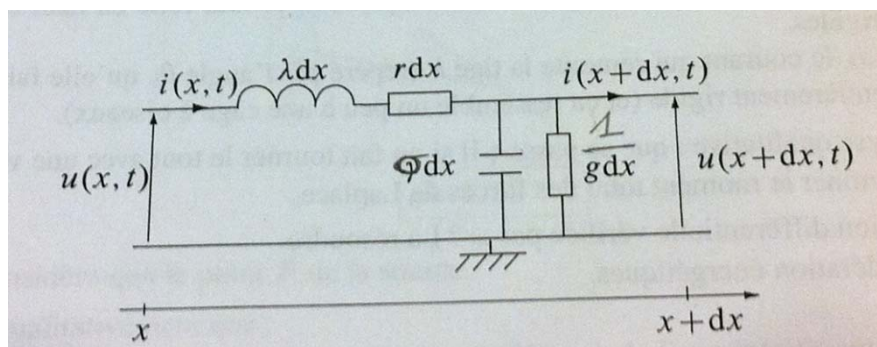 i(x,t) λdx rdx i(x+dx,t)
1
u(x,t) φdx gdx u(x+dx,t)
x x+dx